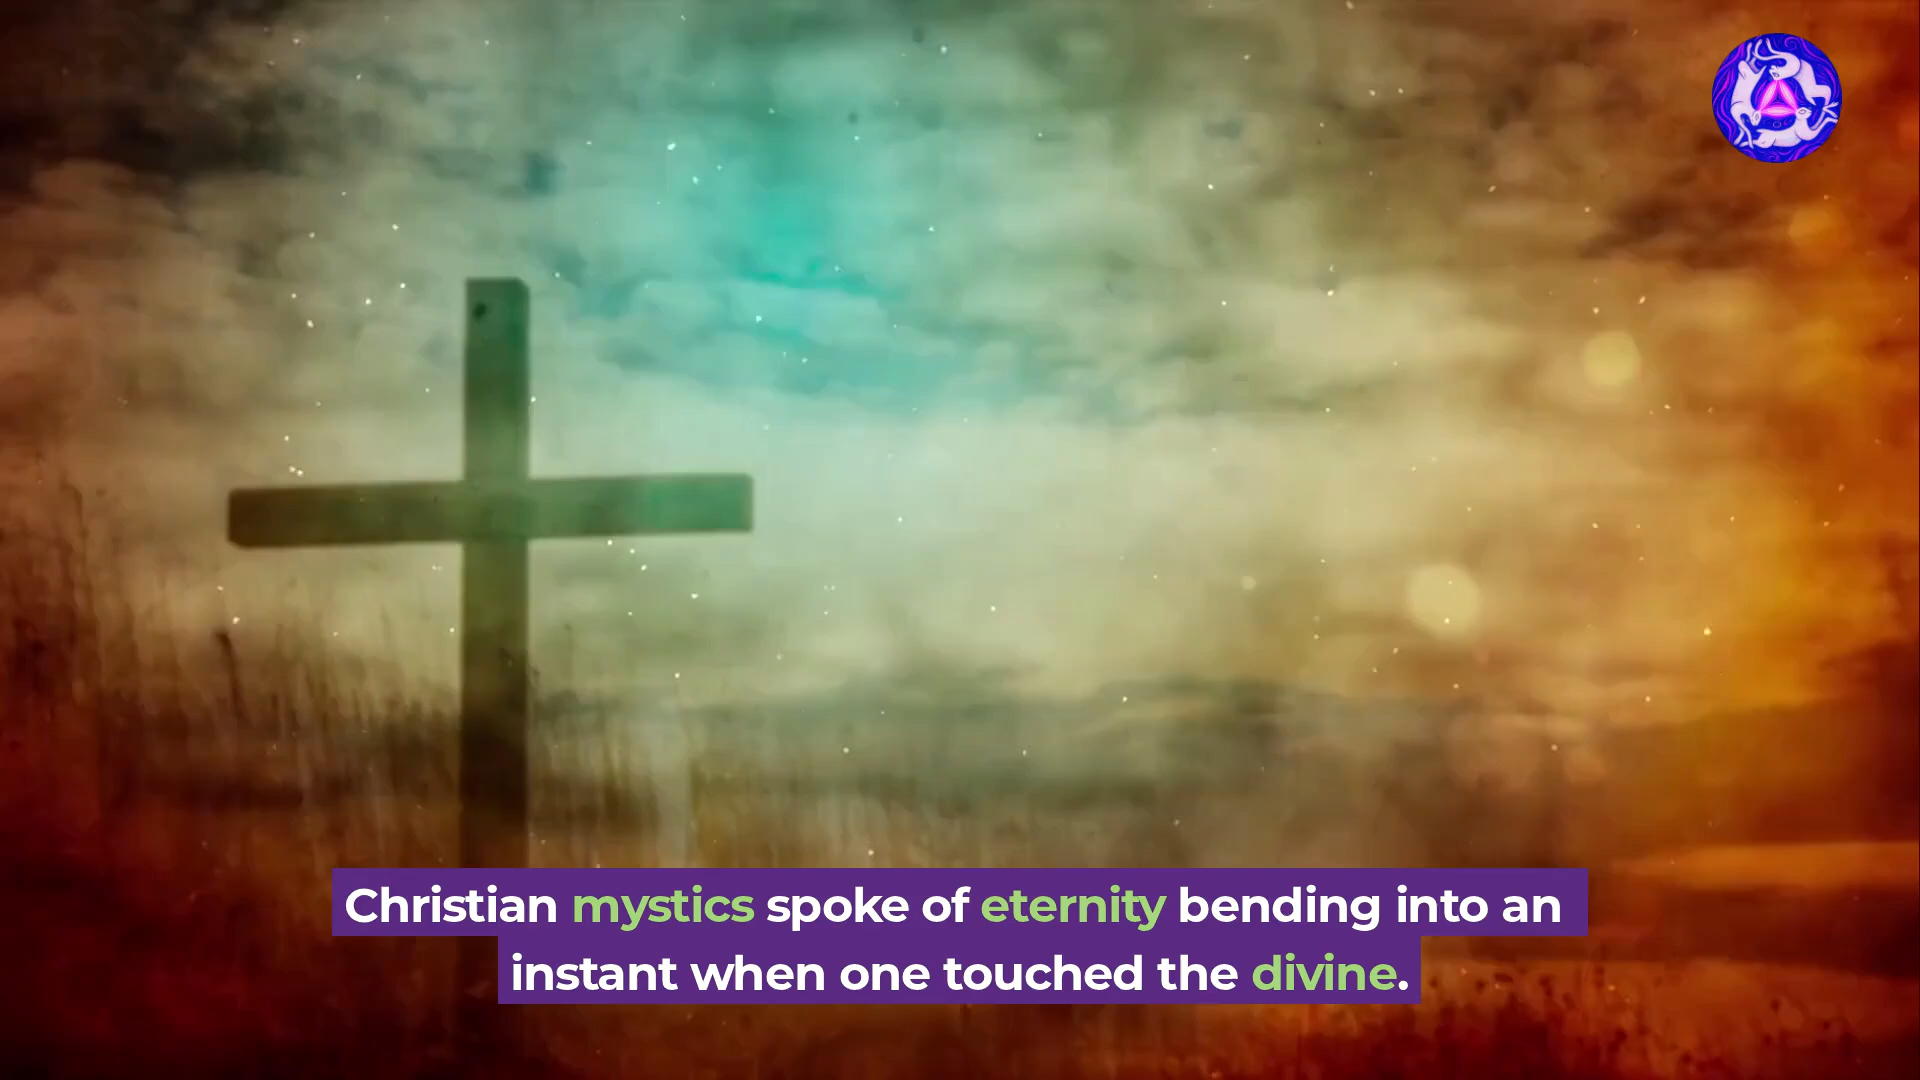 Christian mystics spoke of eternity bending into an
instant when one touched the divine.